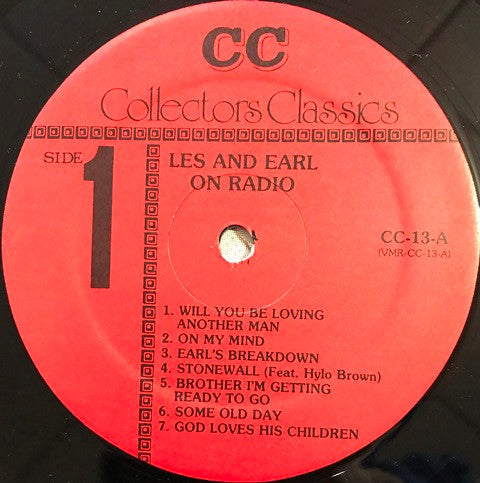 CC
Collectors Classics
SIDE 1
LES AND EARL
ON RADIO
CC-13-A
(VMR-CC-13-A)
1. WILL YOU BE LOVING
ANOTHER MAN
2. ON MY MIND
3. EARL'S BREAKDOWN
4. STONEWALL (Feat. Hylo Brown)
5. BROTHER I'M GETTING
READY TO GO
6. SOME OLD DAY
7. GOD LOVES HIS CHILDREN